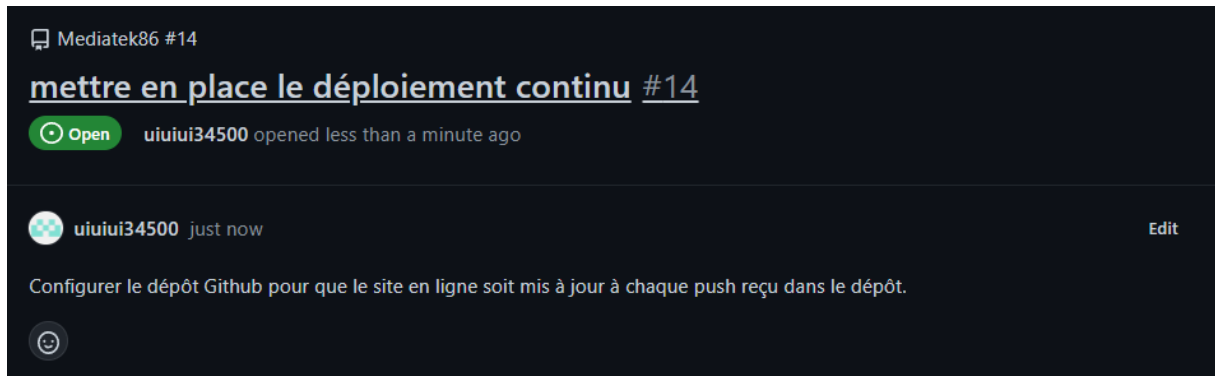 Mediatek86 #14
mettre en place le déploiement continu #14
Open uiuiui34500 opened less than a minute ago
uiuiui34500 just now Edit
Configurer le dépôt Github pour que le site en ligne soit mis à jour à chaque push reçu dans le dépôt.